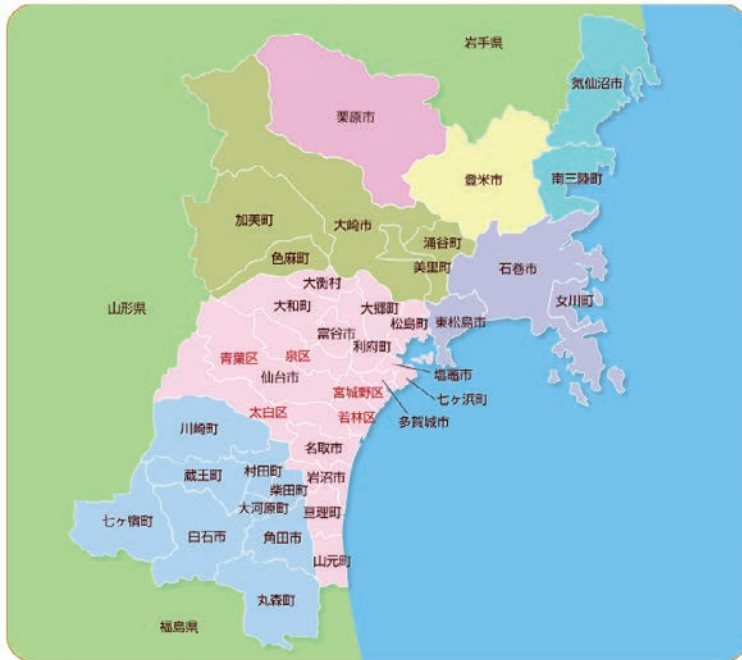 岩手県
気仙沼市
栗原市
登米市
南三陸町
加美町
大崎市
涌谷町
色麻町
美里町
石巻市
大衡村
女川町
大和町
大郷町
山形県
松島町
東松島市
富谷市
利府町
青葉区
泉区
塩竈市
仙台市
宮城野区
七ヶ浜町
太白区
若林区
多賀城市
川崎町
名取市
村田町
蔵王町
岩沼市
柴田町
大河原町
亘理町
七ヶ宿町
白石市
角田市
山元町
丸森町
福島県